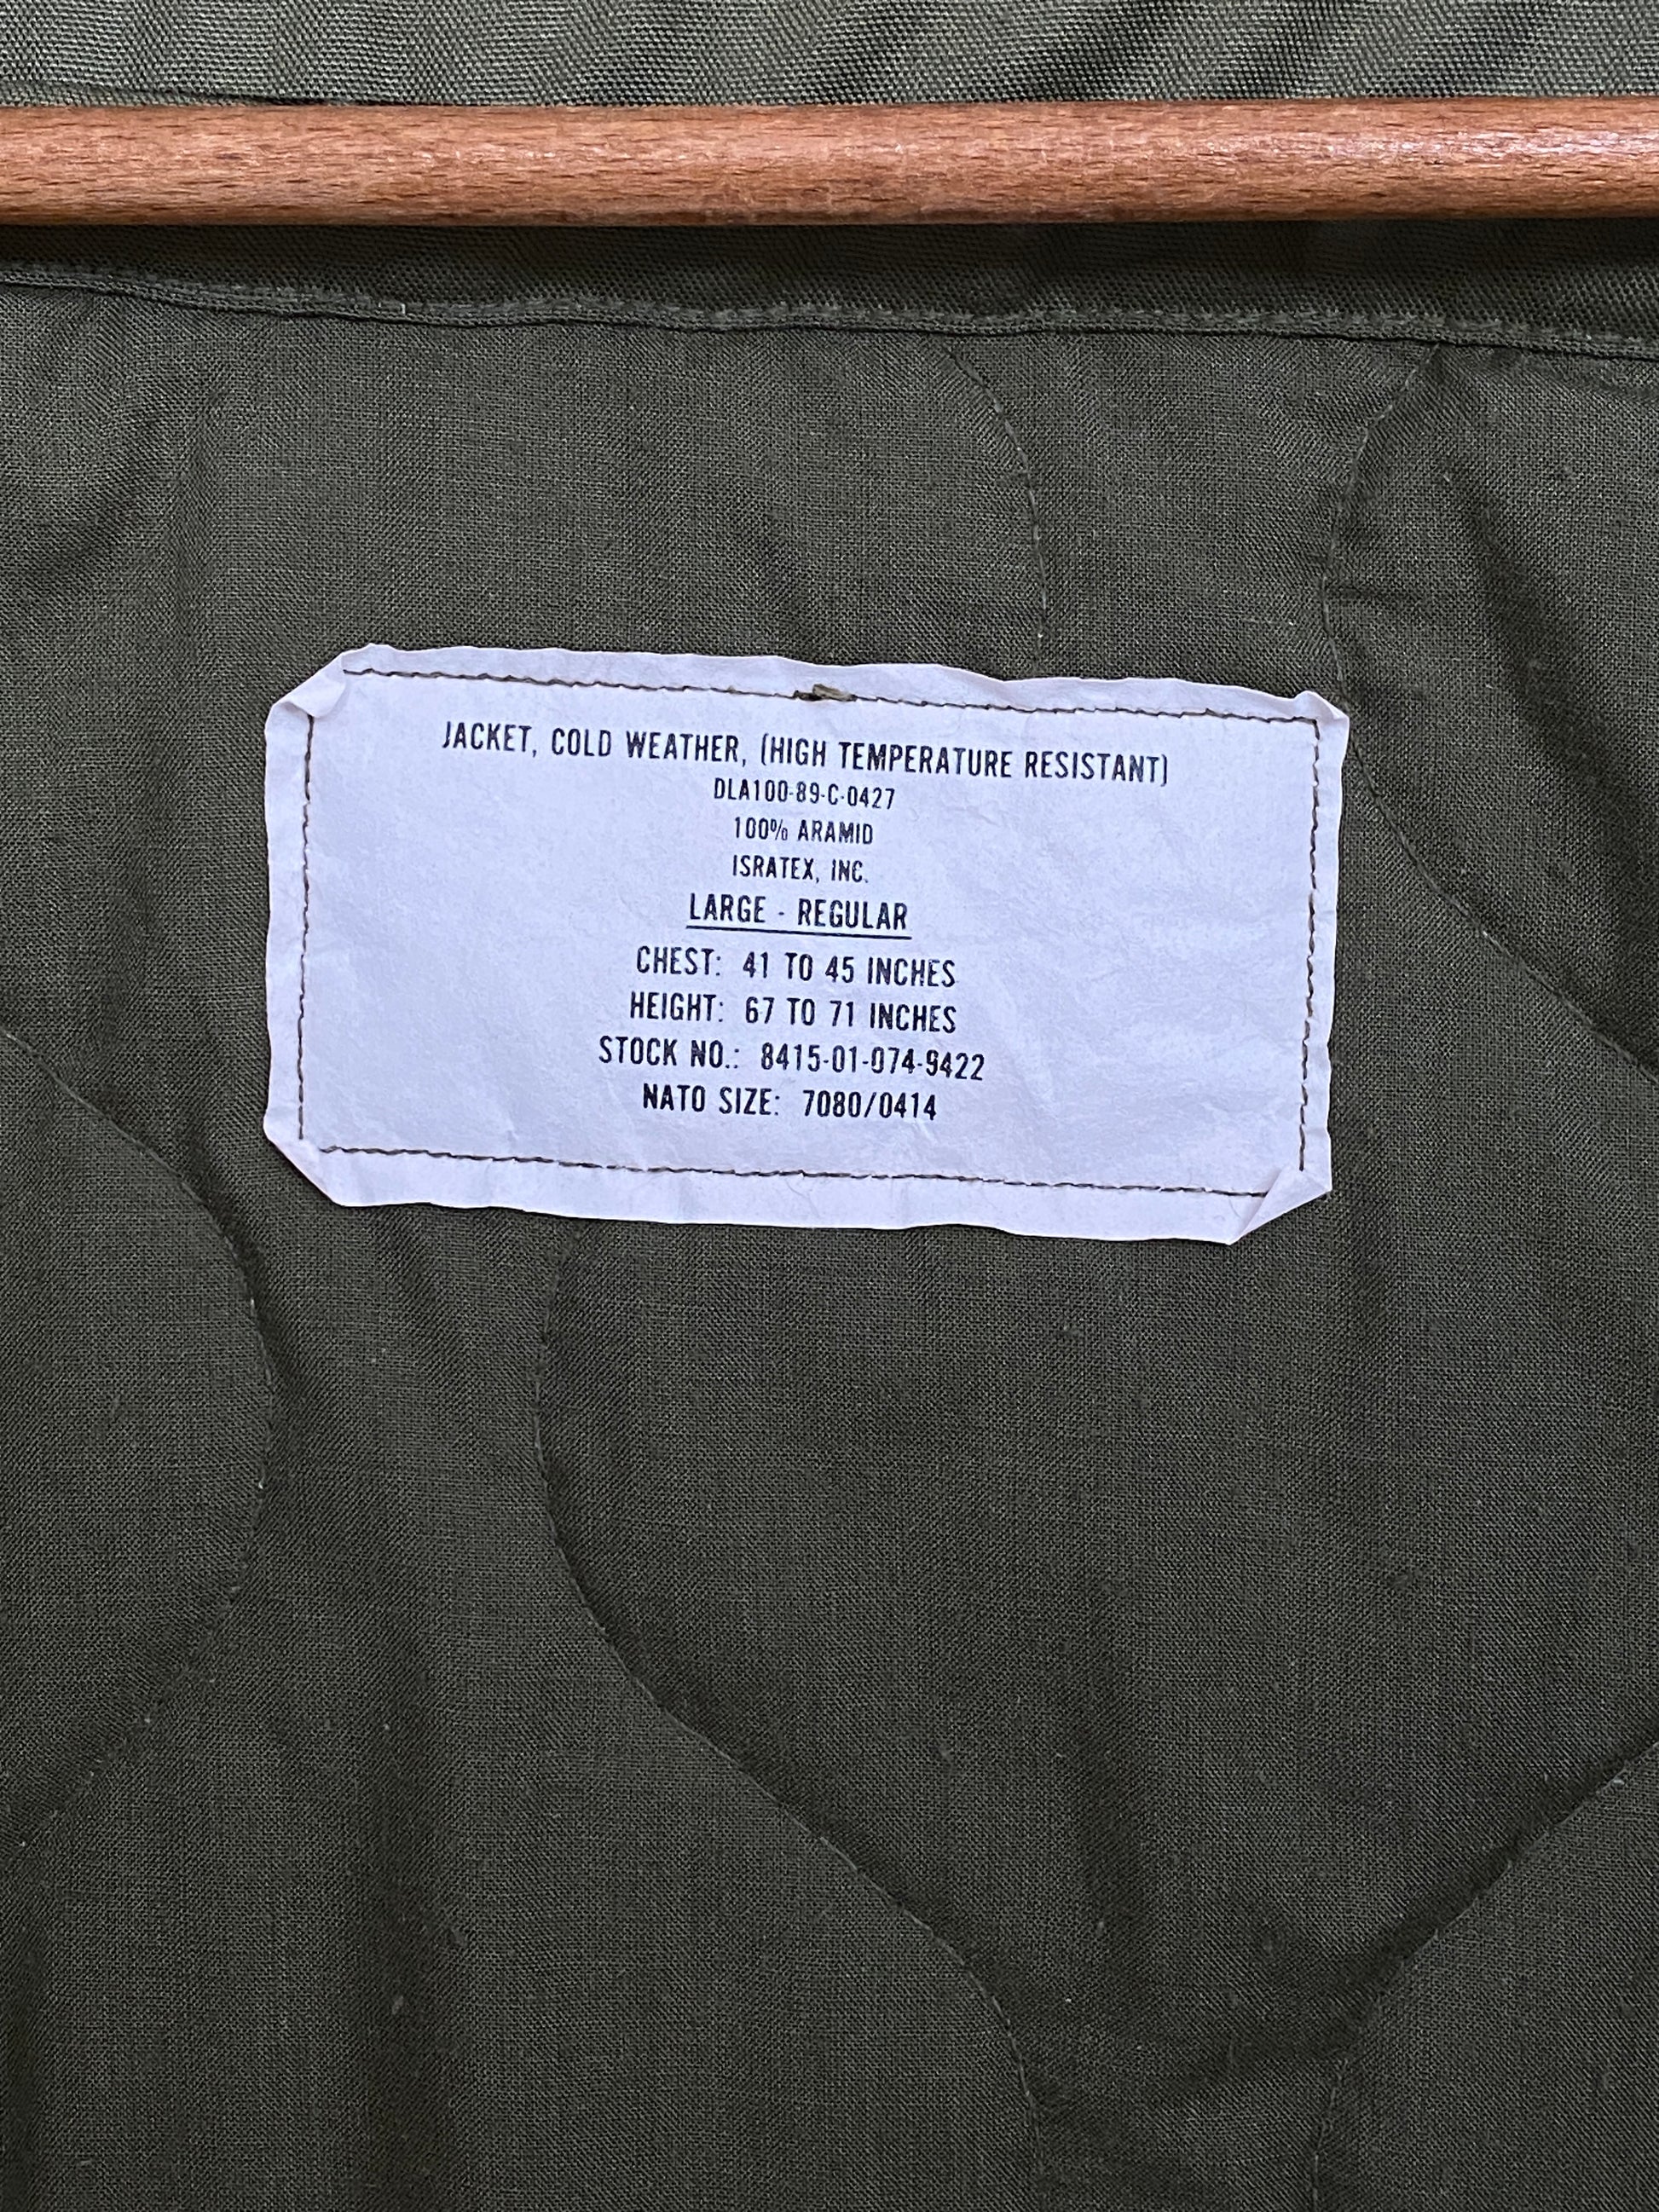 JACKET, COLD WEATHER, (HIGH TEMPERATURE RESISTANT)
DLA100-89-C-0427
100% ARAMID
ISRATEX, INC.
LARGE - REGULAR
CHEST: 41 TO 45 INCHES
HEIGHT: 67 TO 71 INCHES
STOCK NO.: 8415-01-074-9422
NATO SIZE: 7080/0414